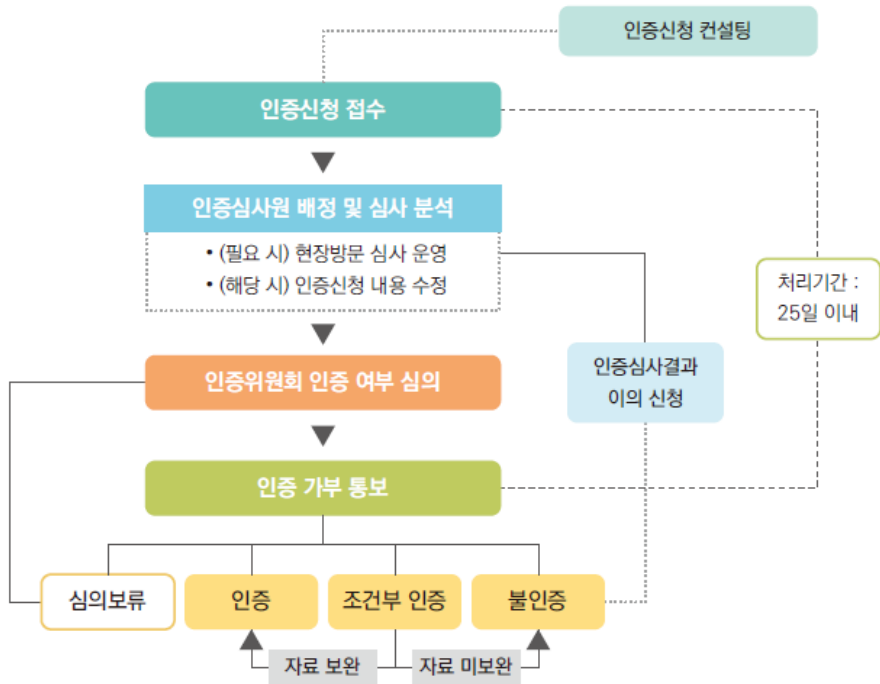 인증신청 컨설팅
인증신청 접수
인증심사원 배정 및 심사 분석
• (필요 시) 현장방문 심사 운영
• (해당 시) 인증신청 내용 수정
처리기간 :
25일 이내
인증위원회 인증 여부 심의
인증심사결과
이의 신청
인증 가부 통보
심의보류
인증
조건부 인증
불인증
자료 보완
자료 미보완